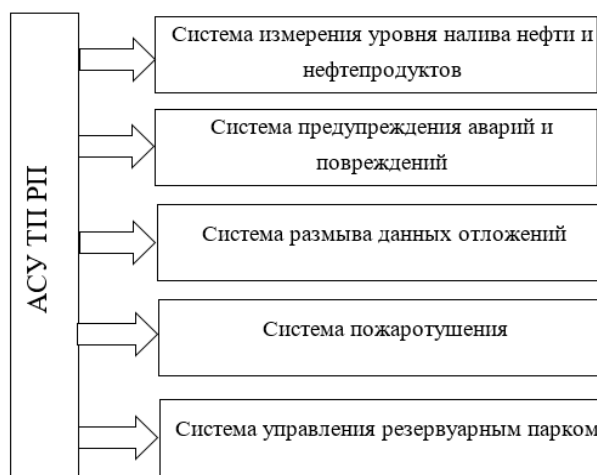 АСУ ТП РП
Система измерения уровня налива нефти и
нефтепродуктов
Система предупреждения аварий и
повреждений
Система размыва данных отложений
Система пожаротушения
Система управления резервуарным парком